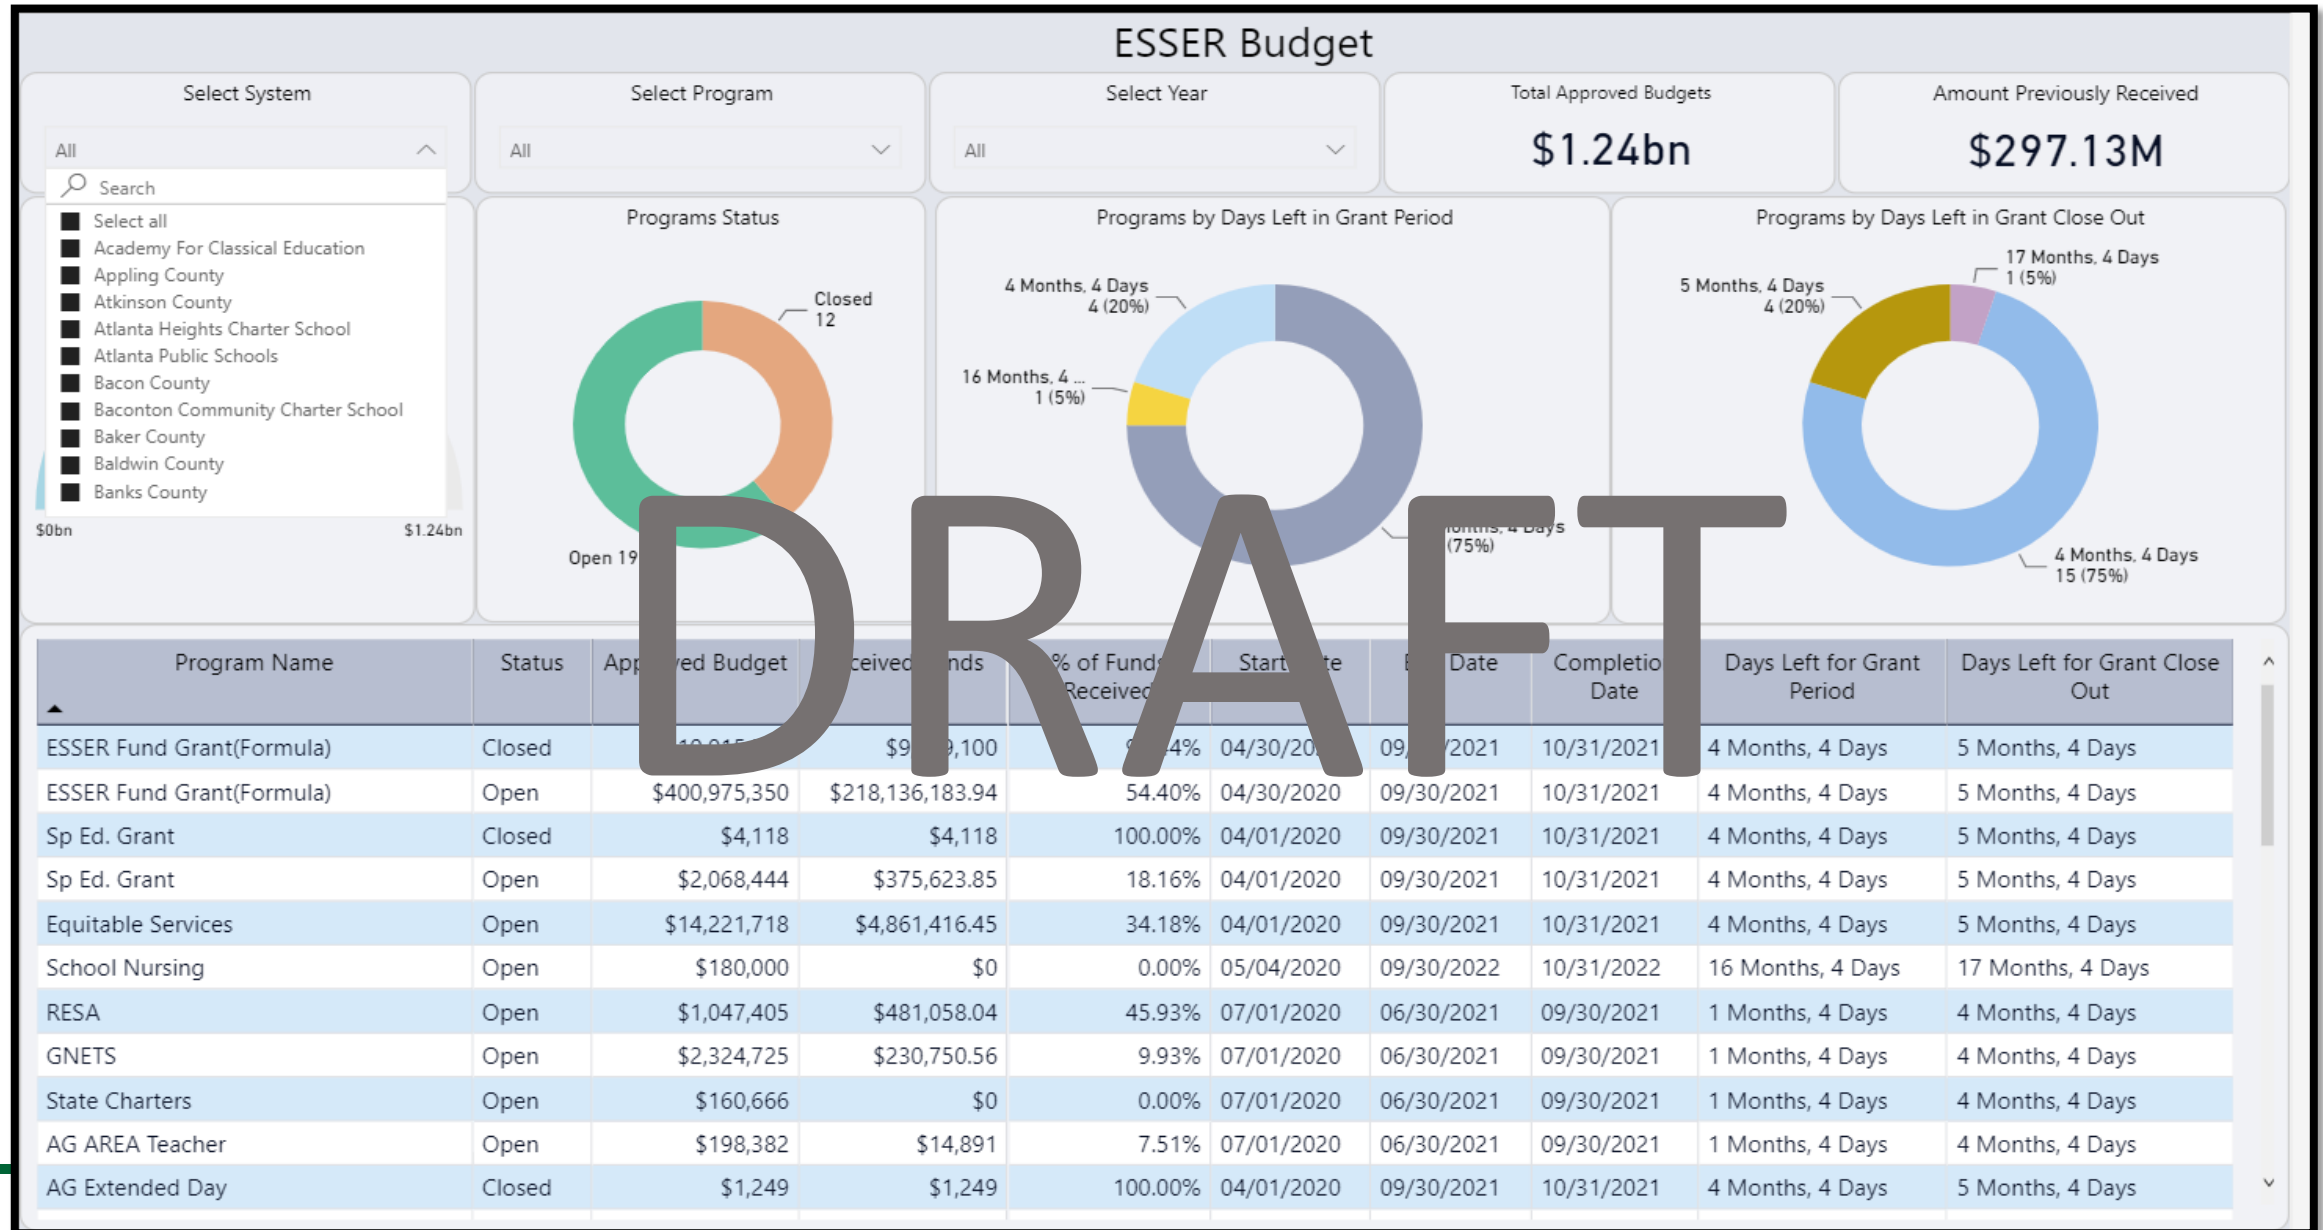 ESSER Budget
Select System
All
Search
Select all
Academy For Classical Education
Appling County
Atkinson County
Atlanta Heights Charter School
Atlanta Public Schools
Bacon County
Baconton Community Charter School
Baker County
Baldwin County
Banks County
$0bn $1.24bn
Select Program
All
Select Year
All
Total Approved Budgets
$1.24bn
Amount Previously Received
$297.13M
Programs Status
Closed
12
Open 19
Programs by Days Left in Grant Period
4 Months, 4 Days
4 (20%)
16 Months, 4 ...
1 (5%)
4 Days
(75%)
Programs by Days Left in Grant Close Out
17 Months, 4 Days
1 (5%)
5 Months, 4 Days
4 (20%)
4 Months, 4 Days
15 (75%)
DRAFT
Program Name Status Approved Budget % of Funds Received Start Date Date Completion Date Days Left for Grant Period Days Left for Grant Close Out
ESSER Fund Grant(Formula) Closed 10/31/2021 4 Months, 4 Days 5 Months, 4 Days
ESSER Fund Grant(Formula) Open $400,975,350 $218,136,183.94 54.40% 04/30/2020 09/30/2021 10/31/2021 4 Months, 4 Days 5 Months, 4 Days
Sp Ed. Grant Closed $4,118 $4,118 100.00% 04/01/2020 09/30/2021 10/31/2021 4 Months, 4 Days 5 Months, 4 Days
Sp Ed. Grant Open $2,068,444 $375,623.85 18.16% 04/01/2020 09/30/2021 10/31/2021 4 Months, 4 Days 5 Months, 4 Days
Equitable Services Open $14,221,718 $4,861,416.45 34.18% 04/01/2020 09/30/2021 10/31/2021 4 Months, 4 Days 5 Months, 4 Days
School Nursing Open $180,000 $0 0.00% 05/04/2020 09/30/2022 10/31/2022 16 Months, 4 Days 17 Months, 4 Days
RESA Open $1,047,405 $481,058.04 45.93% 07/01/2020 06/30/2021 09/30/2021 1 Months, 4 Days 4 Months, 4 Days
GNETS Open $2,324,725 $230,750.56 9.93% 07/01/2020 06/30/2021 09/30/2021 1 Months, 4 Days 4 Months, 4 Days
State Charters Open $160,666 $0 0.00% 07/01/2020 06/30/2021 09/30/2021 1 Months, 4 Days 4 Months, 4 Days
AG AREA Teacher Open $198,382 $14,891 7.51% 07/01/2020 06/30/2021 09/30/2021 1 Months, 4 Days 4 Months, 4 Days
AG Extended Day Closed $1,249 $1,249 100.00% 04/01/2020 09/30/2021 10/31/2021 4 Months, 4 Days 5 Months, 4 Days